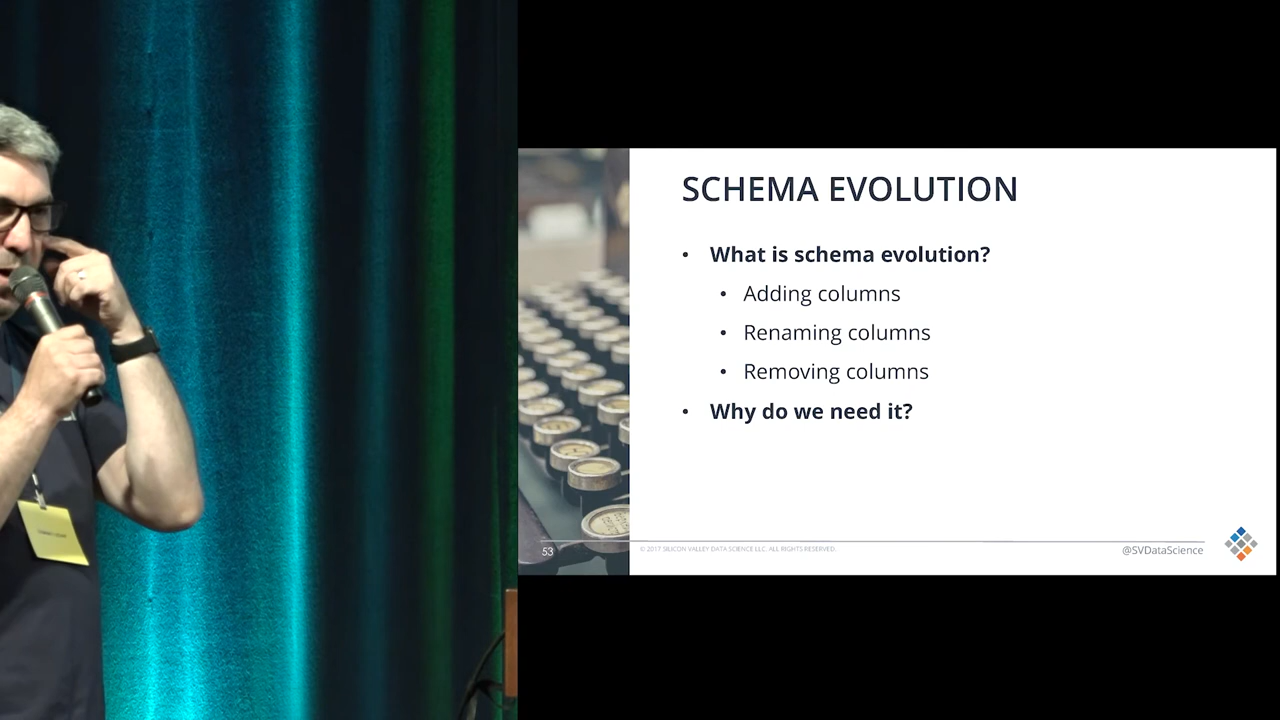 SCHEMA EVOLUTION
• What is schema evolution?
• Adding columns
• Renaming columns
• Removing columns
• Why do we need it?
53
© 2017 SILICON VALLEY DATA SCIENCE LLC. ALL RIGHTS RESERVED.
@SVDataScience